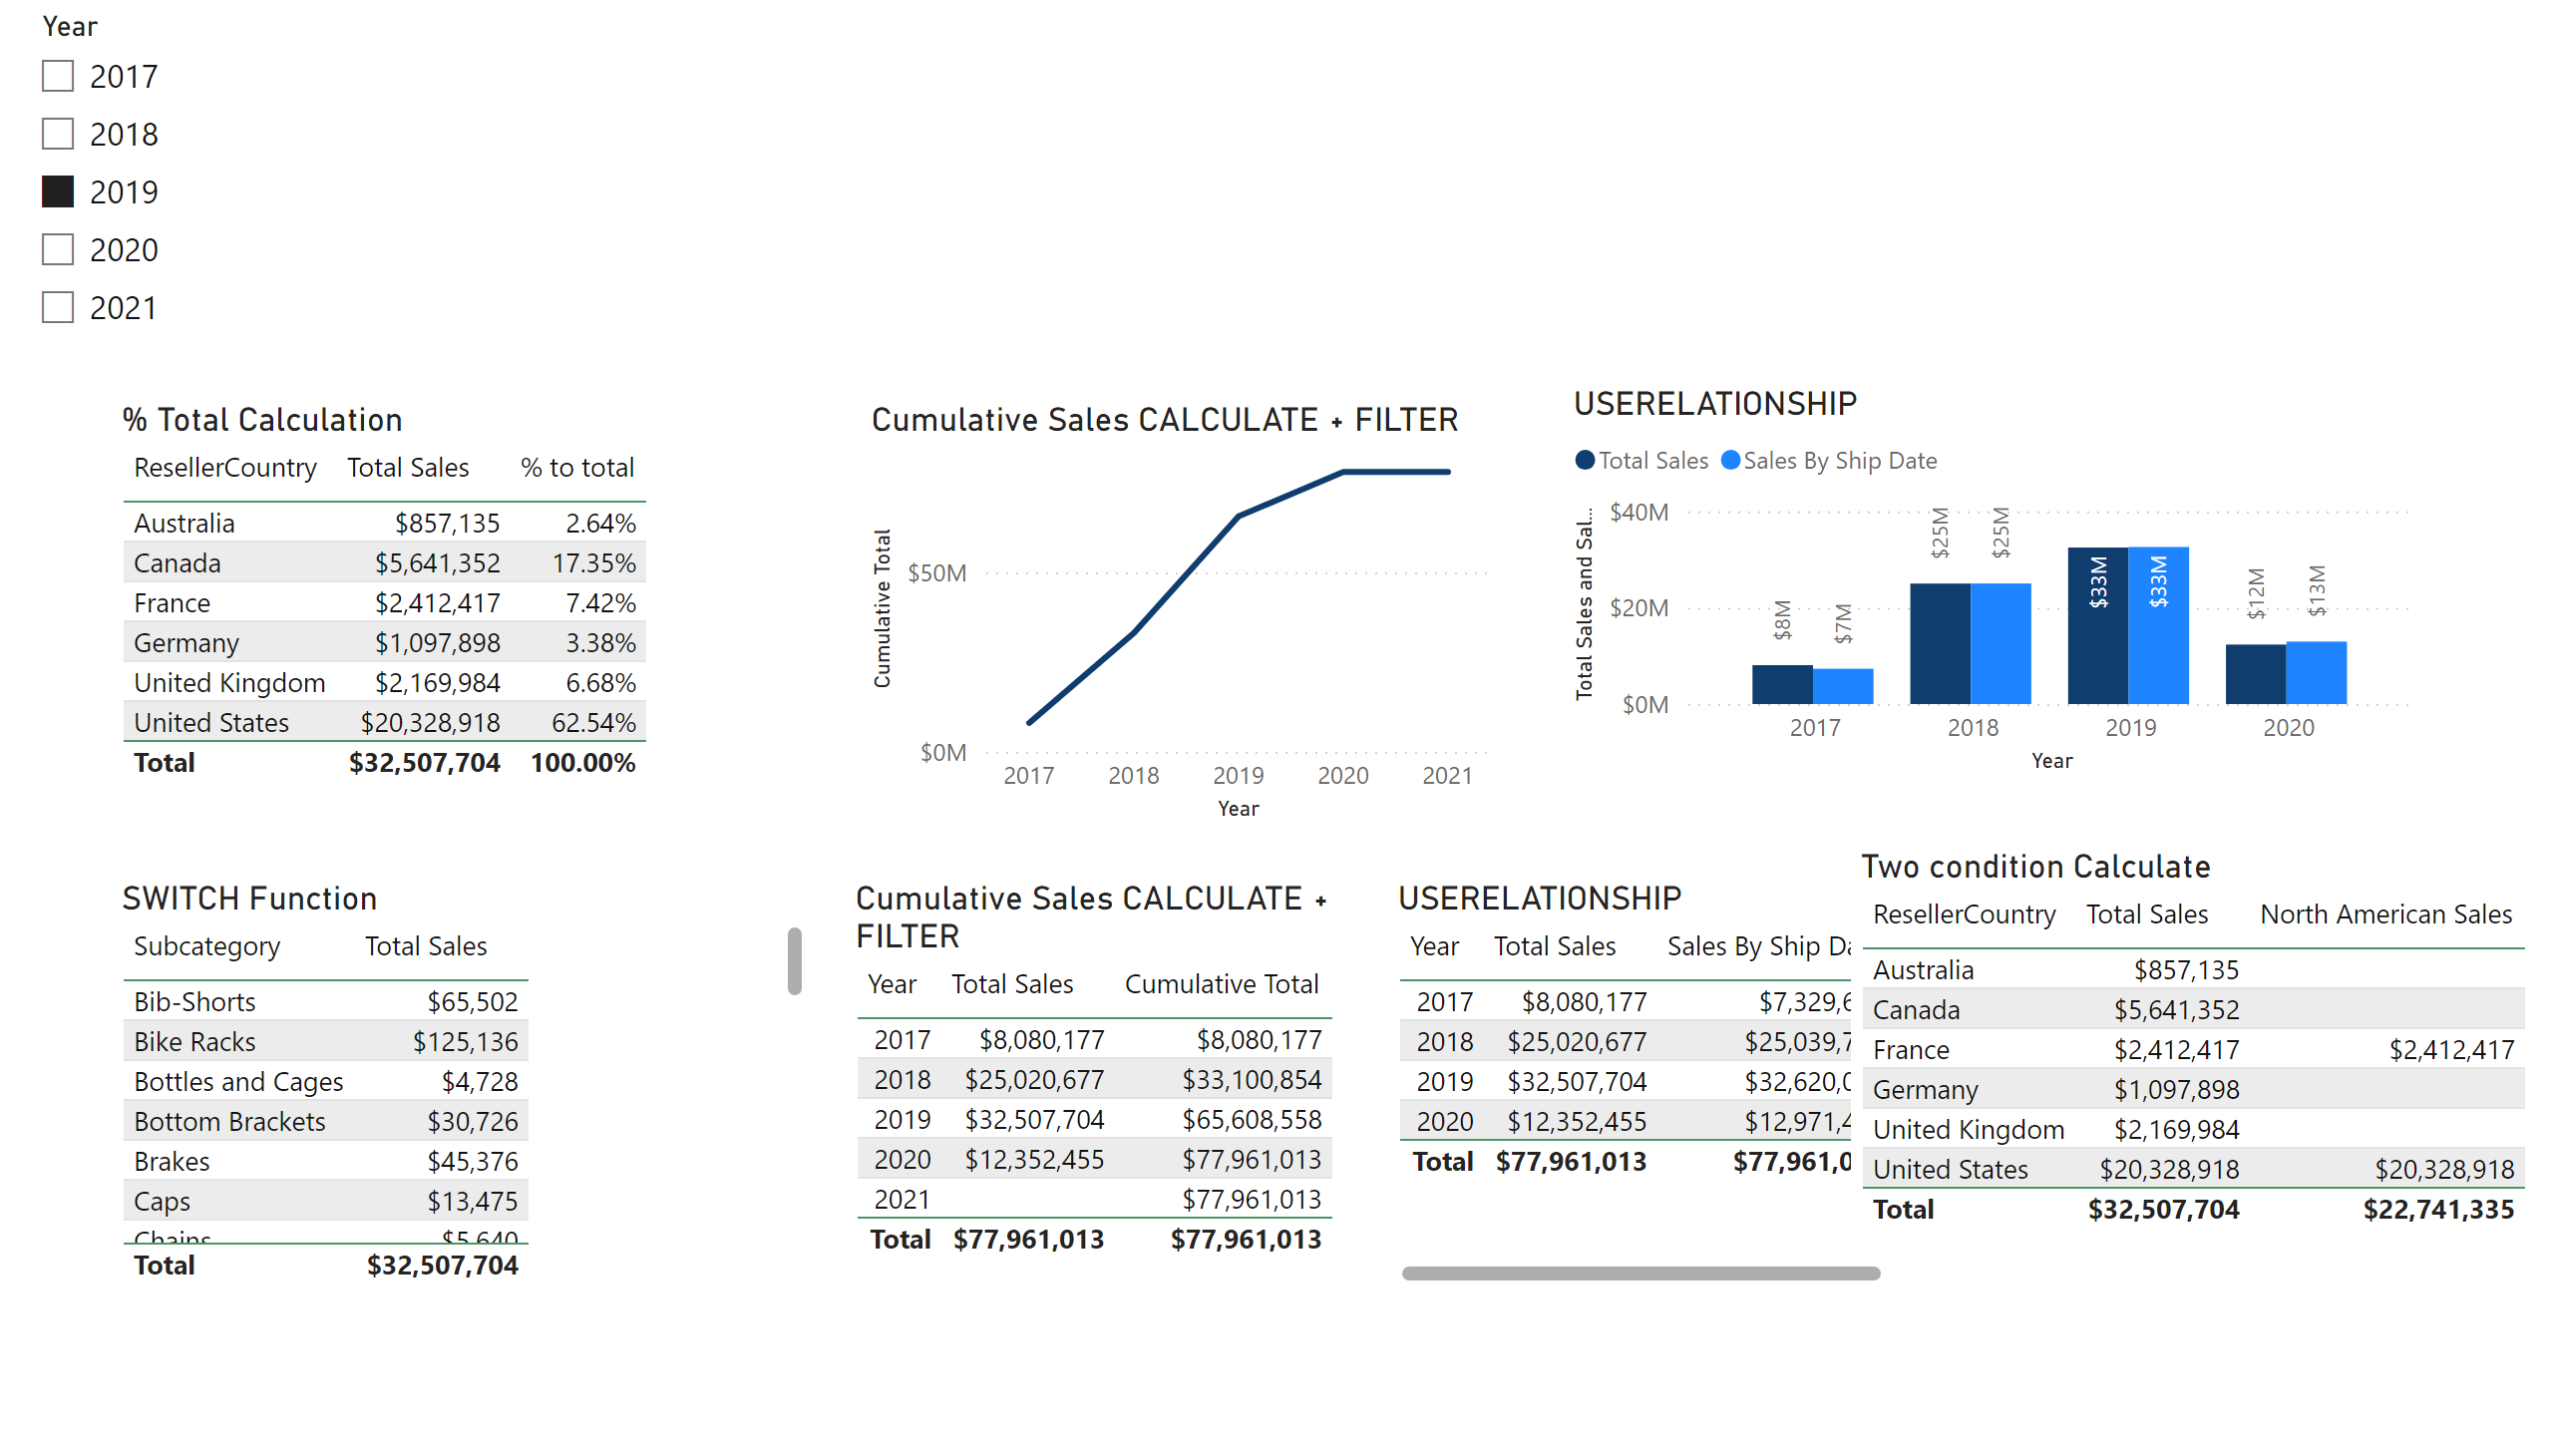 Year
2017
2018
2019
2020
2021
% Total Calculation
ResellerCountry Total Sales % to total
Australia $857,135 2.64%
Canada $5,641,352 17.35%
France $2,412,417 7.42%
Germany $1,097,898 3.38%
United Kingdom $2,169,984 6.68%
United States $20,328,918 62.54%
Total $32,507,704 100.00%
Cumulative Sales CALCULATE + FILTER
Cumulative Total
$50M
$0M
2017 2018 2019 2020 2021
Year
USERELATIONSHIP
Total Sales Sales By Ship Date
Total Sales and Sal...
$40M
$20M
$0M
$8M $7M $25M $25M $33M $33M $12M $13M
2017 2018 2019 2020
Year
SWITCH Function
Subcategory Total Sales
Bib-Shorts $65,502
Bike Racks $125,136
Bottles and Cages $4,728
Bottom Brackets $30,726
Brakes $45,376
Caps $13,475
Chains $5,640
Total $32,507,704
Cumulative Sales CALCULATE +
FILTER
Year Total Sales Cumulative Total
2017 $8,080,177 $8,080,177
2018 $25,020,677 $33,100,854
2019 $32,507,704 $65,608,558
2020 $12,352,455 $77,961,013
2021 $77,961,013
Total $77,961,013 $77,961,013
USERELATIONSHIP
Year Total Sales Sales By Ship Da
2017 $8,080,177 $7,329,6
2018 $25,020,677 $25,039,7
2019 $32,507,704 $32,620,0
2020 $12,352,455 $12,971,4
Total $77,961,013 $77,961,0
Two condition Calculate
ResellerCountry Total Sales North American Sales
Australia $857,135
Canada $5,641,352
France $2,412,417 $2,412,417
Germany $1,097,898
United Kingdom $2,169,984
United States $20,328,918 $20,328,918
Total $32,507,704 $22,741,335